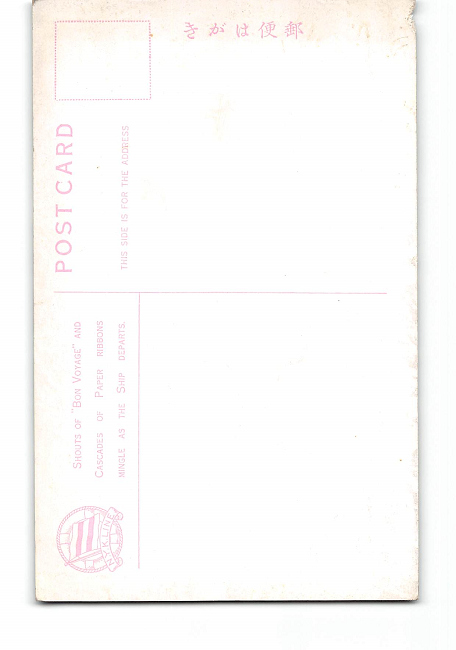 きがは便郵
POST CARD
THIS SIDE IS FOR THE ADDRESS
SHOUTS OF "BON VOYAGE" AND
CASCADES OF PAPER RIBBONS
MINGLE AS THE SHIP DEPARTS.
N.Y.K. LINE